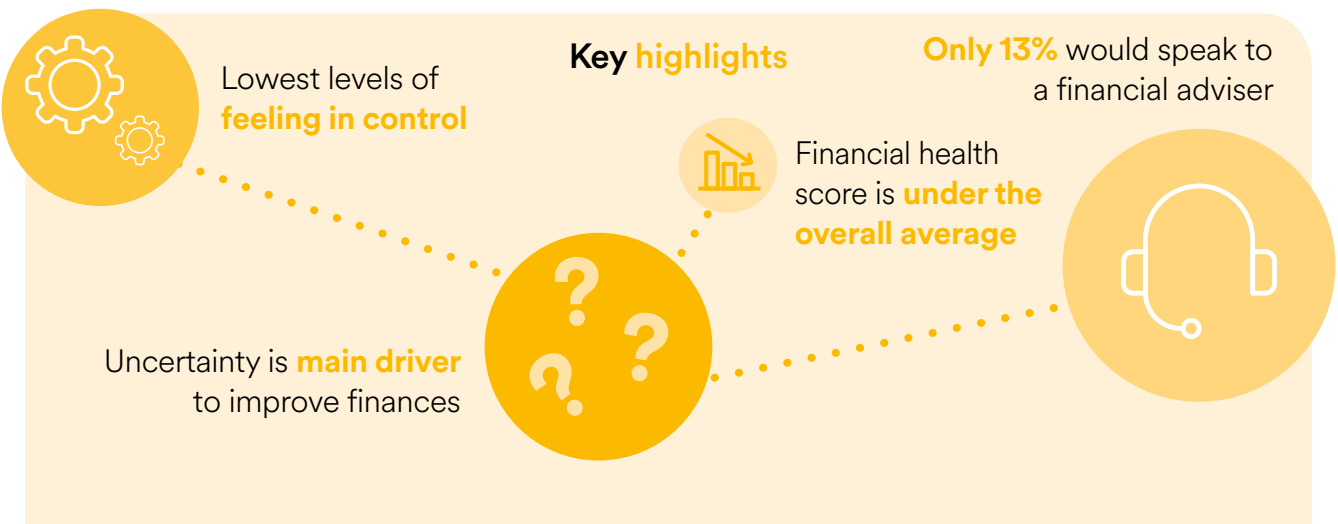 Key highlights
Lowest levels of
feeling in control
Only 13% would speak to
a financial adviser
Financial health
score is under the
overall average
Uncertainty is main driver
to improve finances
? ? ?